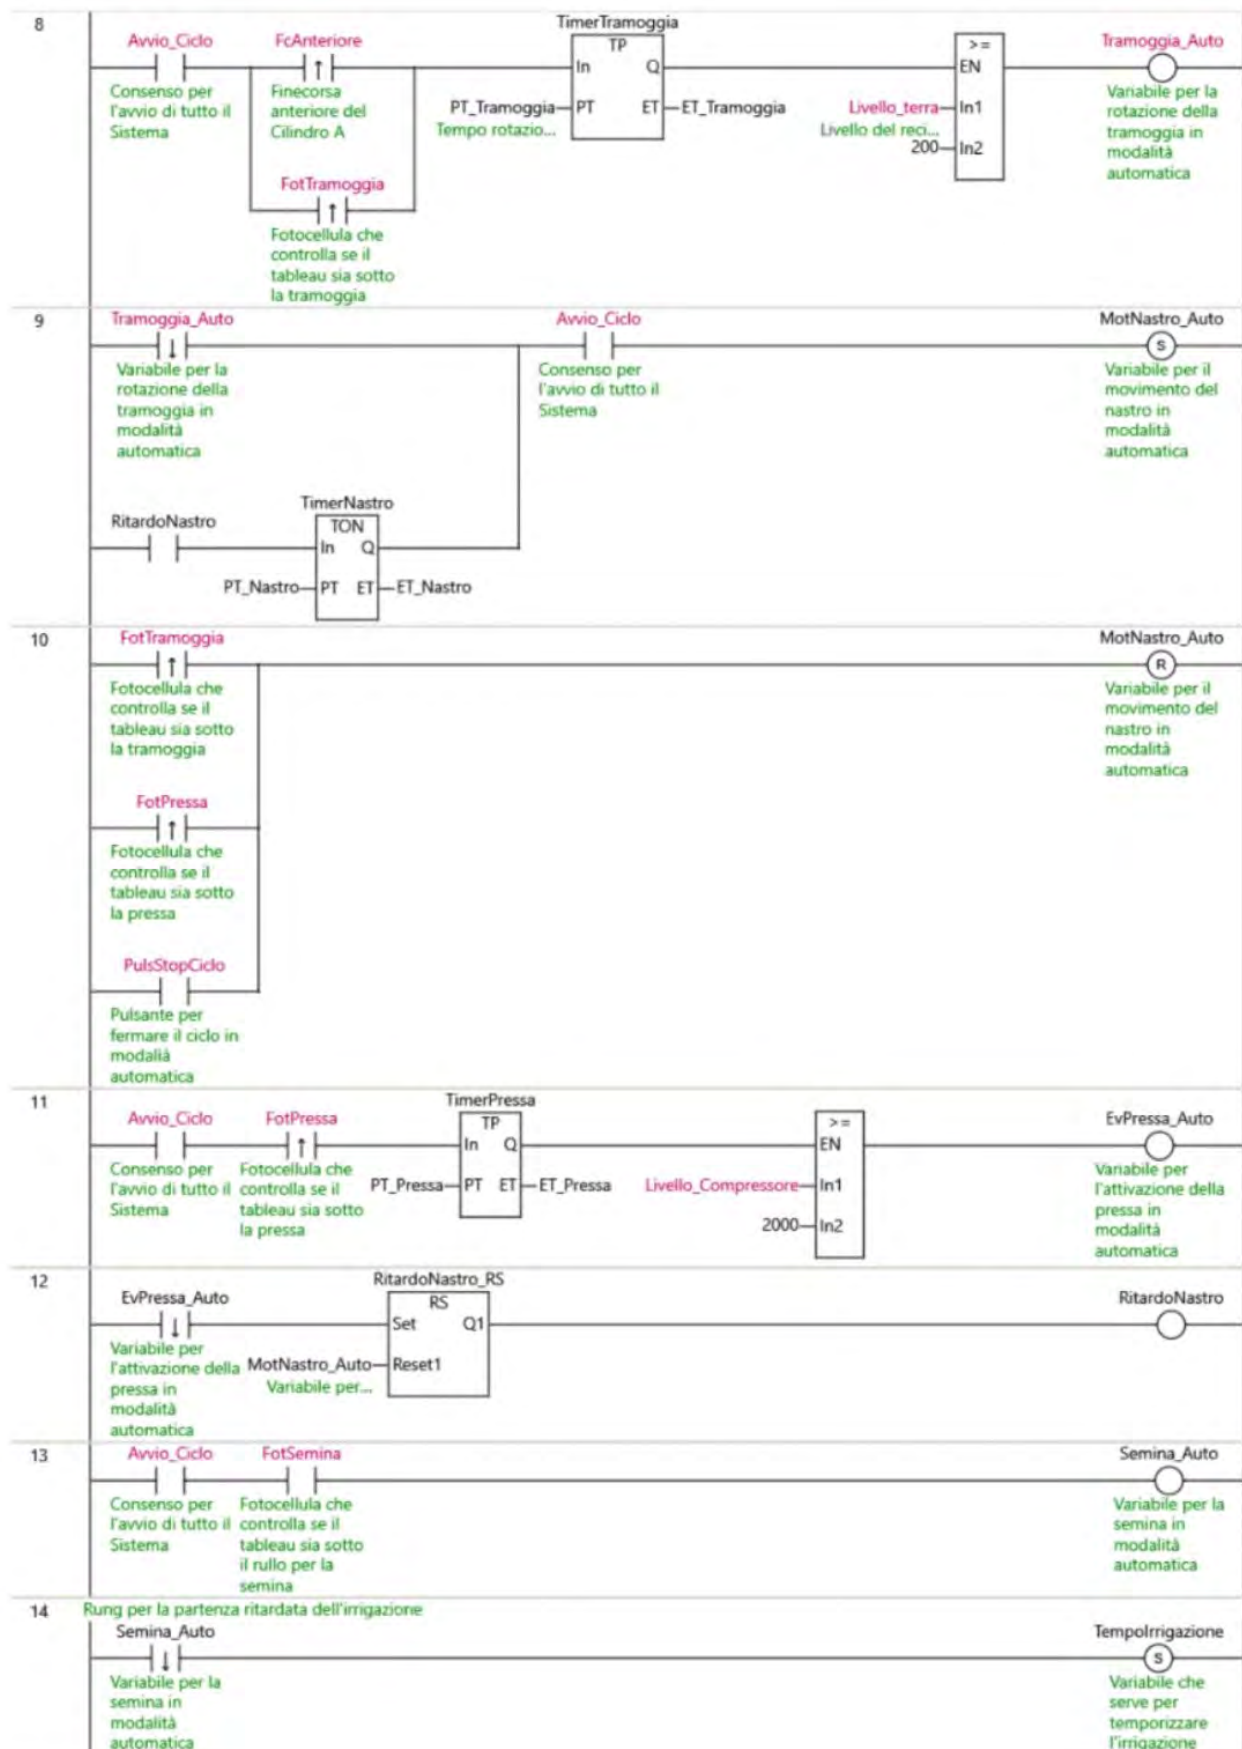 8
TimerTramoggia
Avvio_Ciclo
FcAnteriore
TP
>=
Tramoggia_Auto
In
Q
EN
Consenso per
l'avvio di tutto il
Sistema
Finecorsa
anteriore del
Cilindro A
PT_Tramoggia
PT
ET
ET_Tramoggia
Tempo rotazio...
Livello_terra
In1
Livello del reci...
200
In2
Variabile per la
rotazione della
tramoggia in
modalità
automatica
FotTramoggia
Fotocellula che
controlla se il
tableau sia sotto
la tramoggia
9
Tramoggia_Auto
Avvio_Ciclo
MotNastro_Auto
S
Variabile per la
rotazione della
tramoggia in
modalità
automatica
Consenso per
l'avvio di tutto il
Sistema
Variabile per il
movimento del
nastro in
modalità
automatica
TimerNastro
RitardoNastro
TON
In
Q
PT_Nastro
PT
ET
ET_Nastro
10
FotTramoggia
MotNastro_Auto
R
Fotocellula che
controlla se il
tableau sia sotto
la tramoggia
Variabile per il
movimento del
nastro in
modalità
automatica
FotPressa
Fotocellula che
controlla se il
tableau sia sotto
la pressa
PulsStopCiclo
Pulsante per
fermare il ciclo in
modalià
automatica
11
TimerPressa
Avvio_Ciclo
FotPressa
TP
>=
EvPressa_Auto
In
Q
EN
Consenso per
l'avvio di tutto il
Sistema
Fotocellula che
controlla se il
tableau sia sotto
la pressa
PT_Pressa
PT
ET
ET_Pressa
Livello_Compressore
In1
2000
In2
Variabile per
l'attivazione della
pressa in
modalità
automatica
12
RitardoNastro_RS
EvPressa_Auto
RS
RitardoNastro
Set
Q1
Variabile per
l'attivazione della
pressa in
modalità
automatica
MotNastro_Auto
Reset1
Variabile per...
13
Avvio_Ciclo
FotSemina
Semina_Auto
Consenso per
l'avvio di tutto il
Sistema
Fotocellula che
controlla se il
tableau sia sotto
il rullo per la
semina
Variabile per la
semina in
modalità
automatica
14
Rung per la partenza ritardata dell'irrigazione
Semina_Auto
TempoIrrigazione
S
Variabile per la
semina in
modalità
automatica
Variabile che
serve per
temporizzare
l'irrigazione